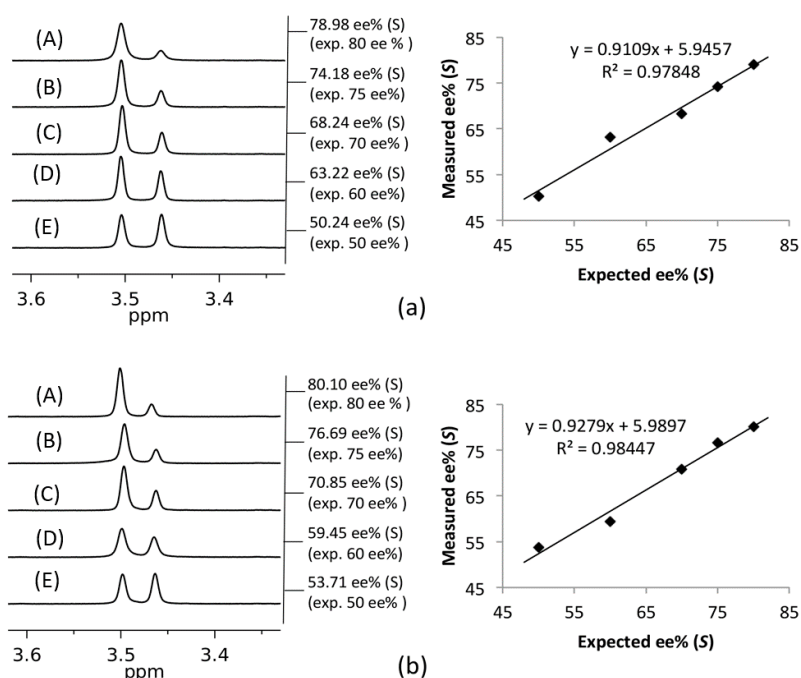 (A)
78.98 ee% (S)
(exp. 80 ee % )
(B)
74.18 ee% (S)
(exp. 75 ee%)
(C)
68.24 ee% (S)
(exp. 70 ee% )
(D)
63.22 ee% (S)
(exp. 60 ee%)
(E)
50.24 ee% (S)
(exp. 50 ee% )
3.6 3.5 3.4
ppm
Measured ee% (S)
85
75
65
55
45
y = 0.9109x + 5.9457
R² = 0.97848
45 55 65 75 85
Expected ee% (S)
(a)
(A)
80.10 ee% (S)
(exp. 80 ee % )
(B)
76.69 ee% (S)
(exp. 75 ee%)
(C)
70.85 ee% (S)
(exp. 70 ee% )
(D)
59.45 ee% (S)
(exp. 60 ee%)
(E)
53.71 ee% (S)
(exp. 50 ee% )
3.6 3.5 3.4
ppm
Measured ee% (S)
85
75
65
55
45
y = 0.9279x + 5.9897
R² = 0.98447
45 55 65 75 85
Expected ee% (S)
(b)